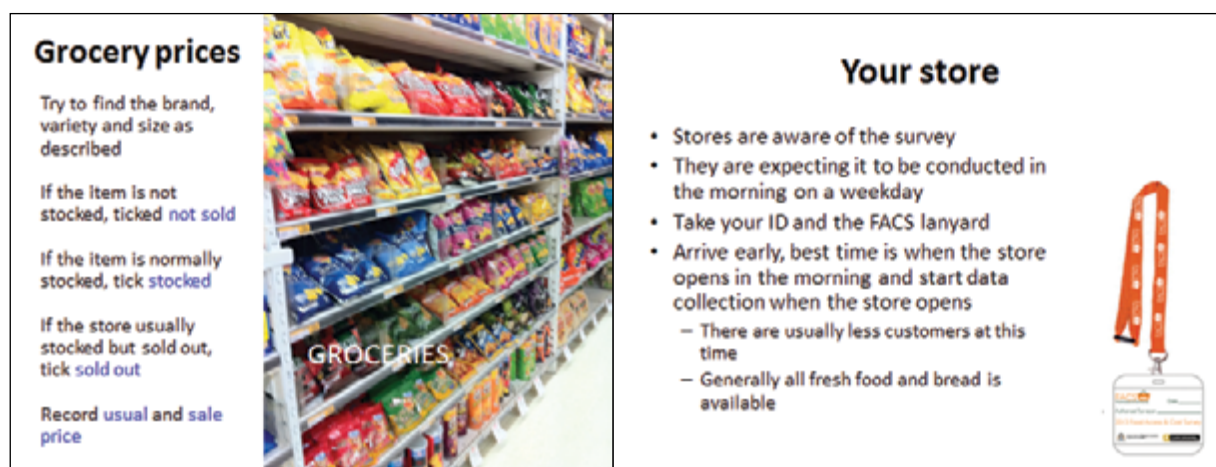 Grocery prices
Try to find the brand,
variety and size as
described
If the item is not
stocked, ticked not sold
If the item is normally
stocked, tick stocked
If the store usually
stocked but sold out,
tick sold out
Record usual and sale
price
GROCERIES
Your store
• Stores are aware of the survey
• They are expecting it to be conducted in
the morning on a weekday
• Take your ID and the FACS lanyard
• Arrive early, best time is when the store
opens in the morning and start data
collection when the store opens
– There are usually less customers at this
time
– Generally all fresh food and bread is
available
FACS